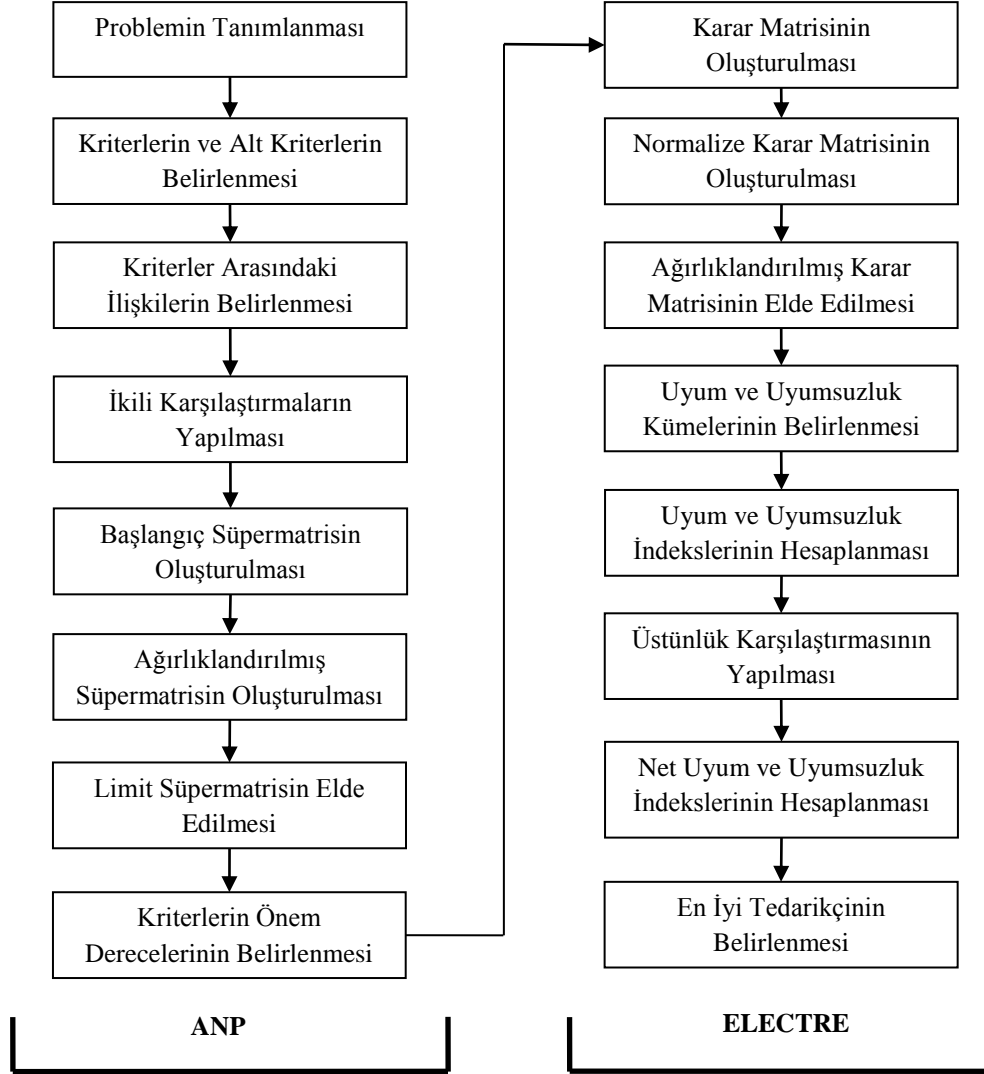 Problemin Tanımlanması
Kriterlerin ve Alt Kriterlerin
Belirlenmesi
Kriterler Arasındaki
İlişkilerin Belirlenmesi
İkili Karşılaştırmaların
Yapılması
Başlangıç Süpermatrisin
Oluşturulması
Ağırlıklandırılmış
Süpermatrisin Oluşturulması
Limit Süpermatrisin Elde
Edilmesi
Kriterlerin Önem
Derecelerinin Belirlenmesi
ANP
Karar Matrisinin
Oluşturulması
Normalize Karar Matrisinin
Oluşturulması
Ağırlıklandırılmış Karar
Matrisinin Elde Edilmesi
Uyum ve Uyumsuzluk
Kümelerinin Belirlenmesi
Uyum ve Uyumsuzluk
İndekslerinin Hesaplanması
Üstünlük Karşılaştırmasının
Yapılması
Net Uyum ve Uyumsuzluk
İndekslerinin Hesaplanması
En İyi Tedarikçinin
Belirlenmesi
ELECTRE